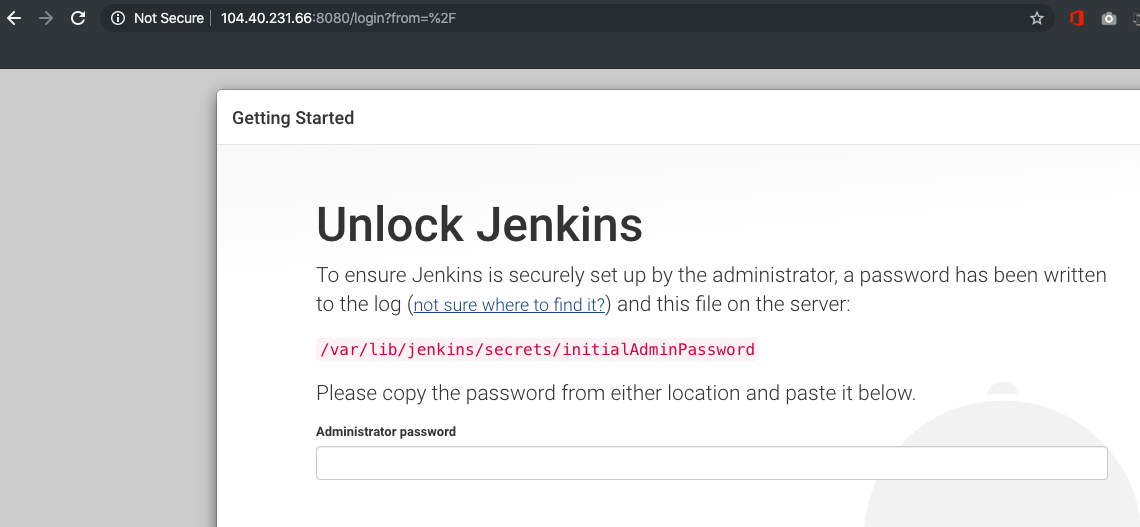 Not Secure | 104.40.231.66:8080/login?from=%2F
Getting Started
Unlock Jenkins
To ensure Jenkins is securely set up by the administrator, a password has been written
to the log (not sure where to find it?) and this file on the server:
/var/lib/jenkins/secrets/initialAdminPassword
Please copy the password from either location and paste it below.
Administrator password